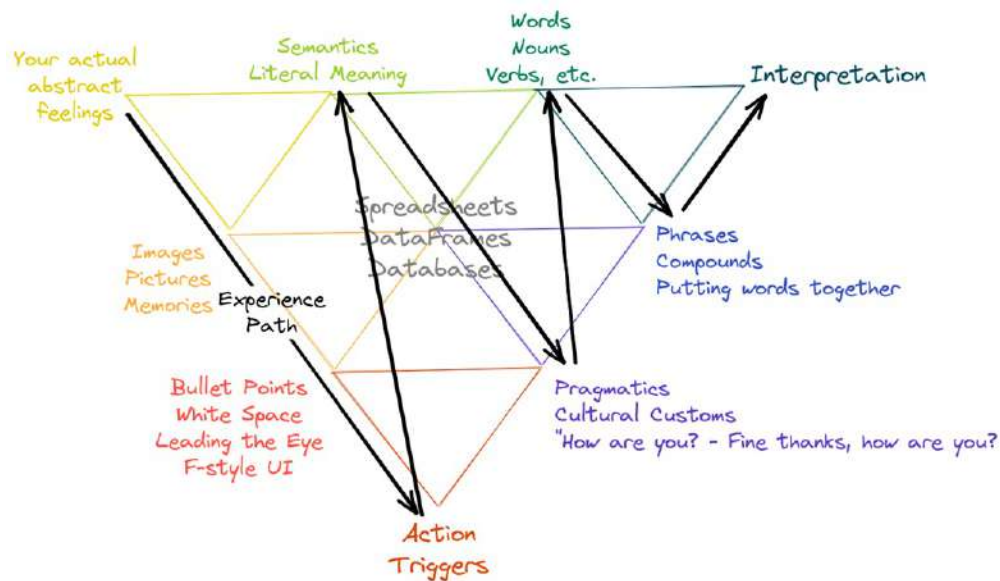 Your actual
abstract
feelings
Semantics
Literal Meaning
Words
Nouns
Verbs, etc.
Interpretation
Spreadsheets
DataFrames
Databases
Images
Pictures
Memories
Experience
Path
Phrases
Compounds
Putting words together
Bullet Points
White Space
Leading the Eye
F-style UI
Pragmatics
Cultural Customs
"How are you? - Fine thanks, how are you?
Action
Triggers